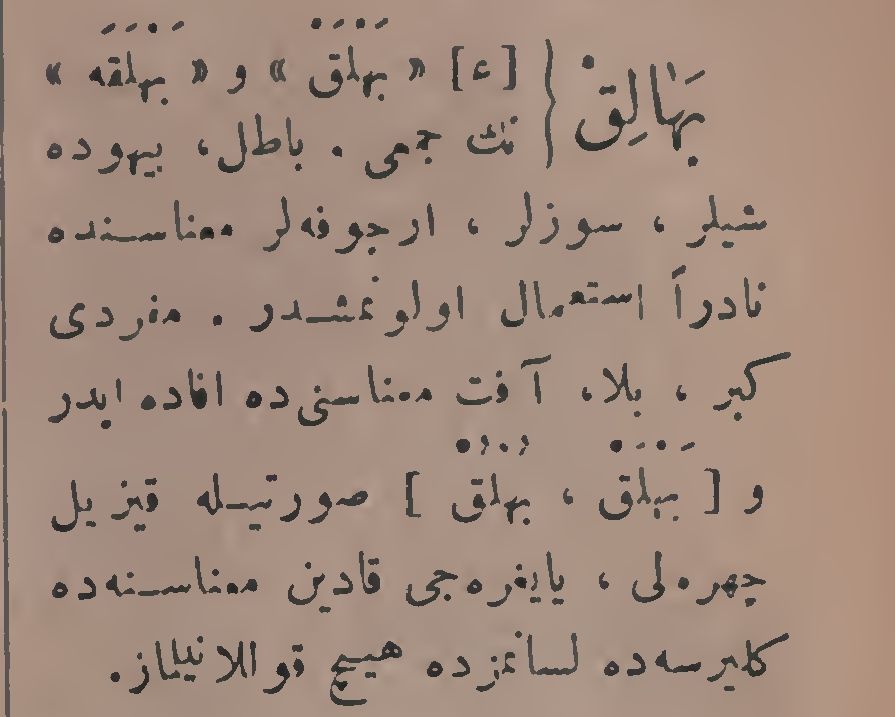 بَهَالِقْ { [ع] « بهلق » و « بهلقه »
نك جمعى . باطل، بيهوده
شيلر ، سوزلر ، ارجوفه‌لر معناسنده
نادراً استعمال اولونمشدر . مفردى
كبر ، بلا، آفت معناسنى‌ده افاده ايدر
و [ بهلق ، بهلق ] صورتيله قيزيل
چهره‌لى ، يايغره‌جى قادين معناسنه‌ده
كليرسه‌ده لسانمزده هيچ قوللانيلماز.